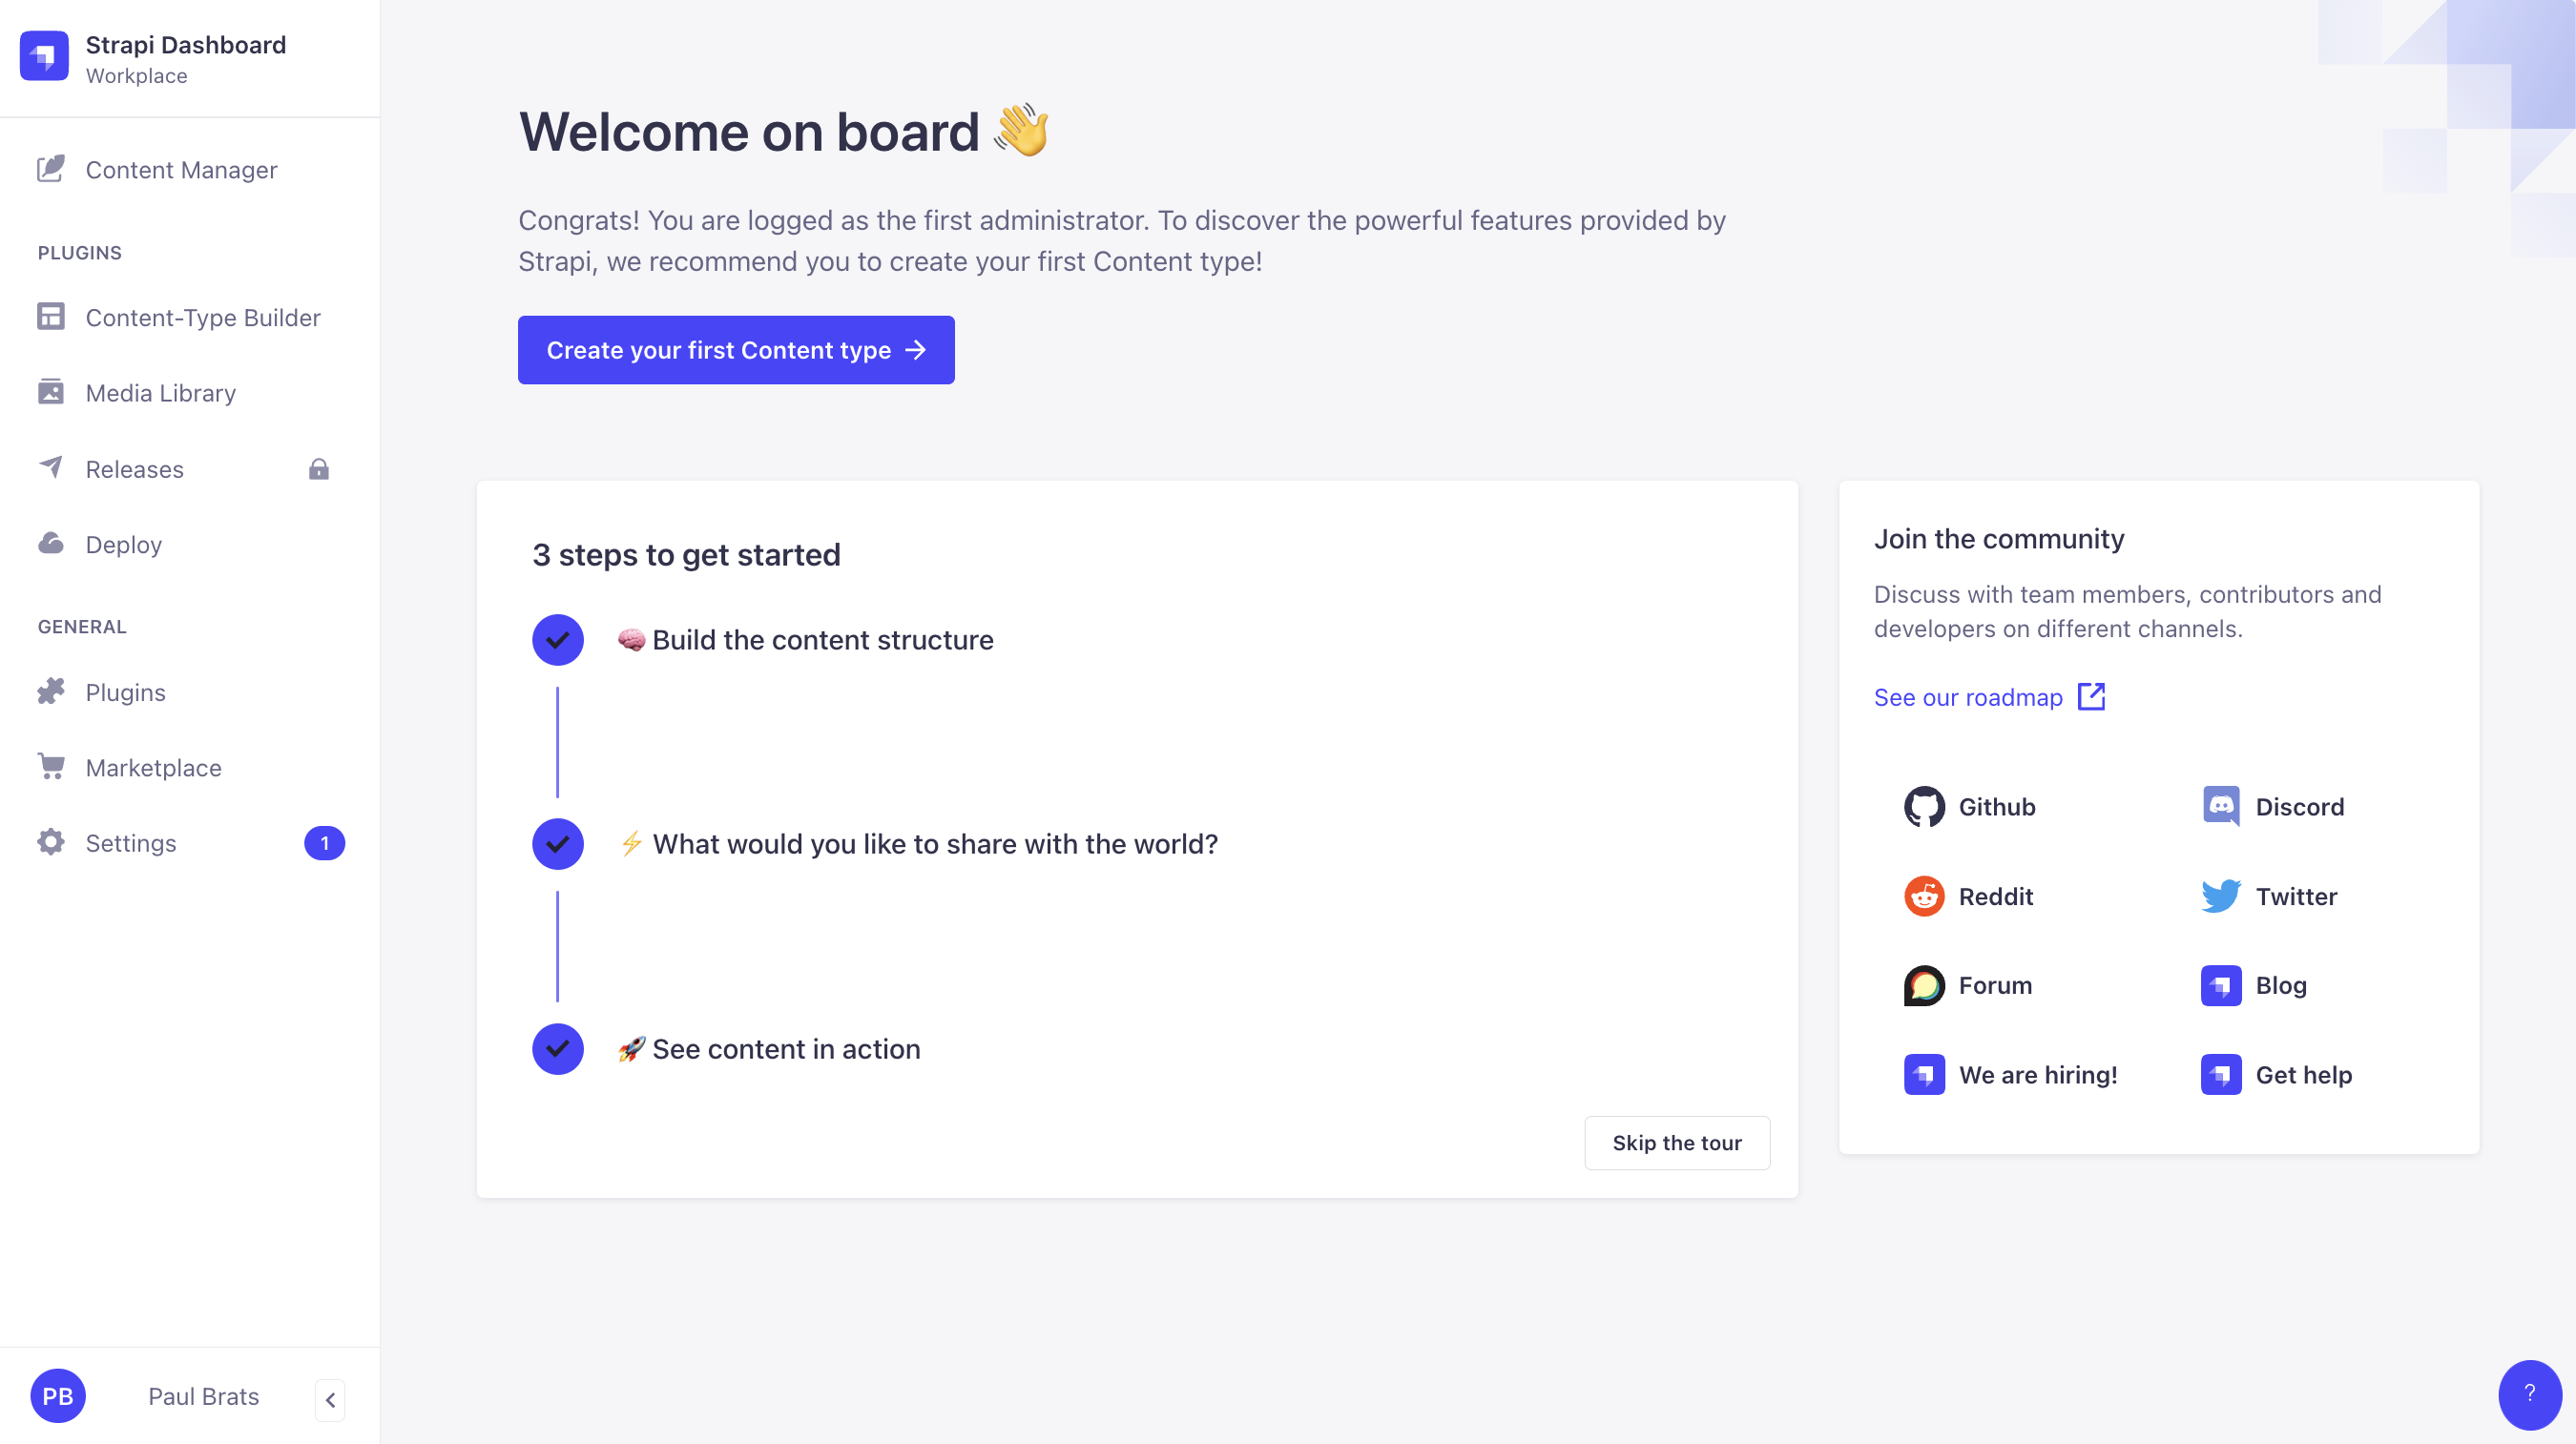 Strapi Dashboard
Workplace
Content Manager
PLUGINS
Content-Type Builder
Media Library
Releases
Deploy
GENERAL
Plugins
Marketplace
Settings
1
PB
Paul Brats
Welcome on board 👋
Congrats! You are logged as the first administrator. To discover the powerful features provided by
Strapi, we recommend you to create your first Content type!
Create your first Content type
3 steps to get started
🧠 Build the content structure
⚡️ What would you like to share with the world?
🚀 See content in action
Skip the tour
Join the community
Discuss with team members, contributors and
developers on different channels.
See our roadmap
Github
Discord
Reddit
Twitter
Forum
Blog
We are hiring!
Get help
?